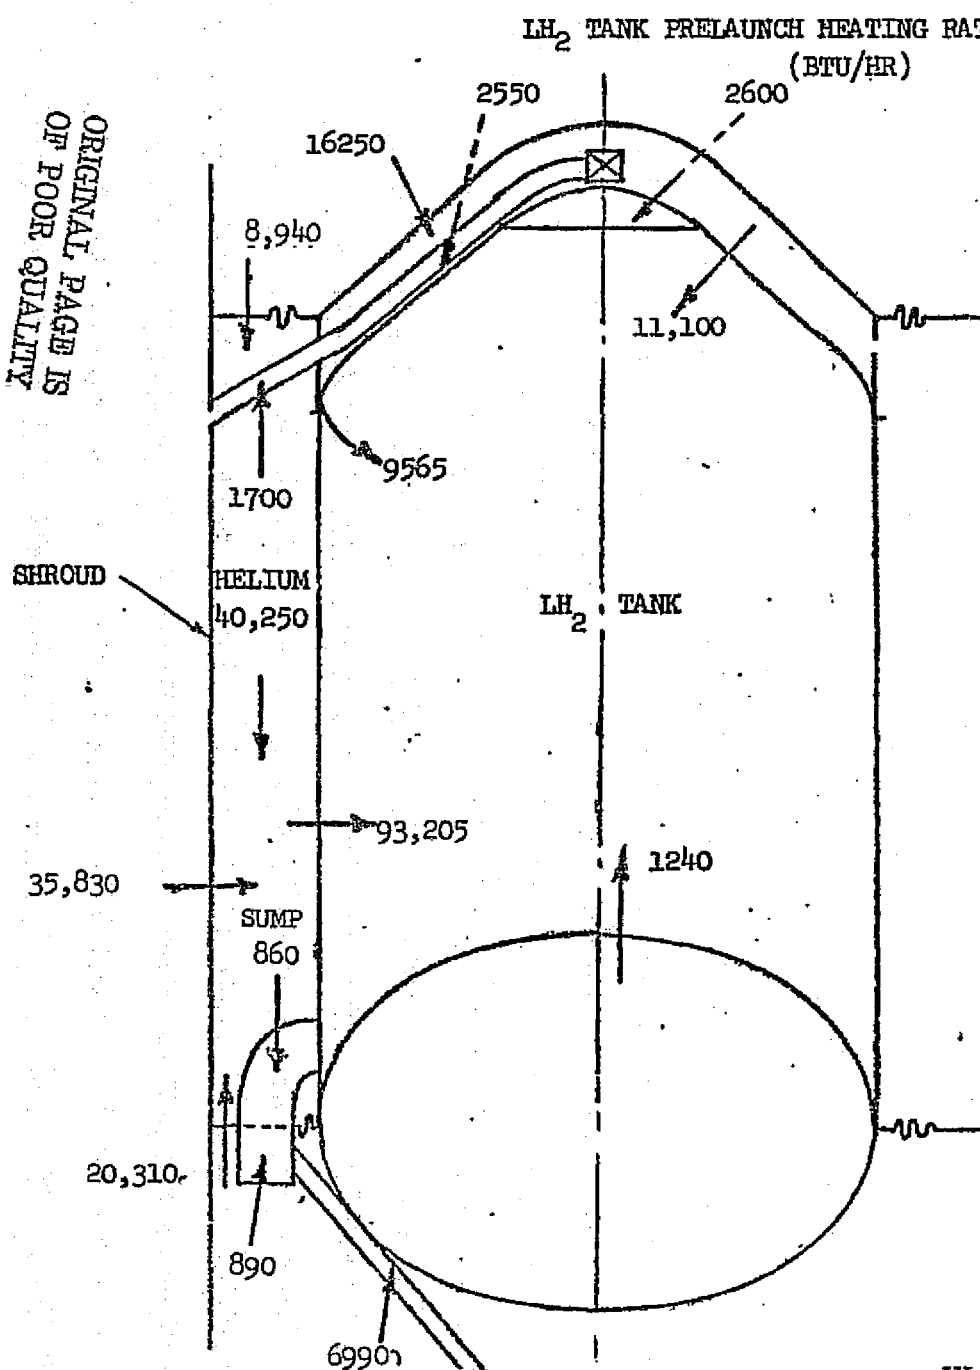 LH2 TANK PRELAUNCH HEATING RAT
(BTU/HR)
2550
2600
16250
ORIGINAL PAGE IS
OF POOR QUALITY
8,940
11,100
9565
1700
SHROUD
HELIUM
40,250
LH2 TANK
93,205
1240
35,830
SUMP
860
20,310
890
6990